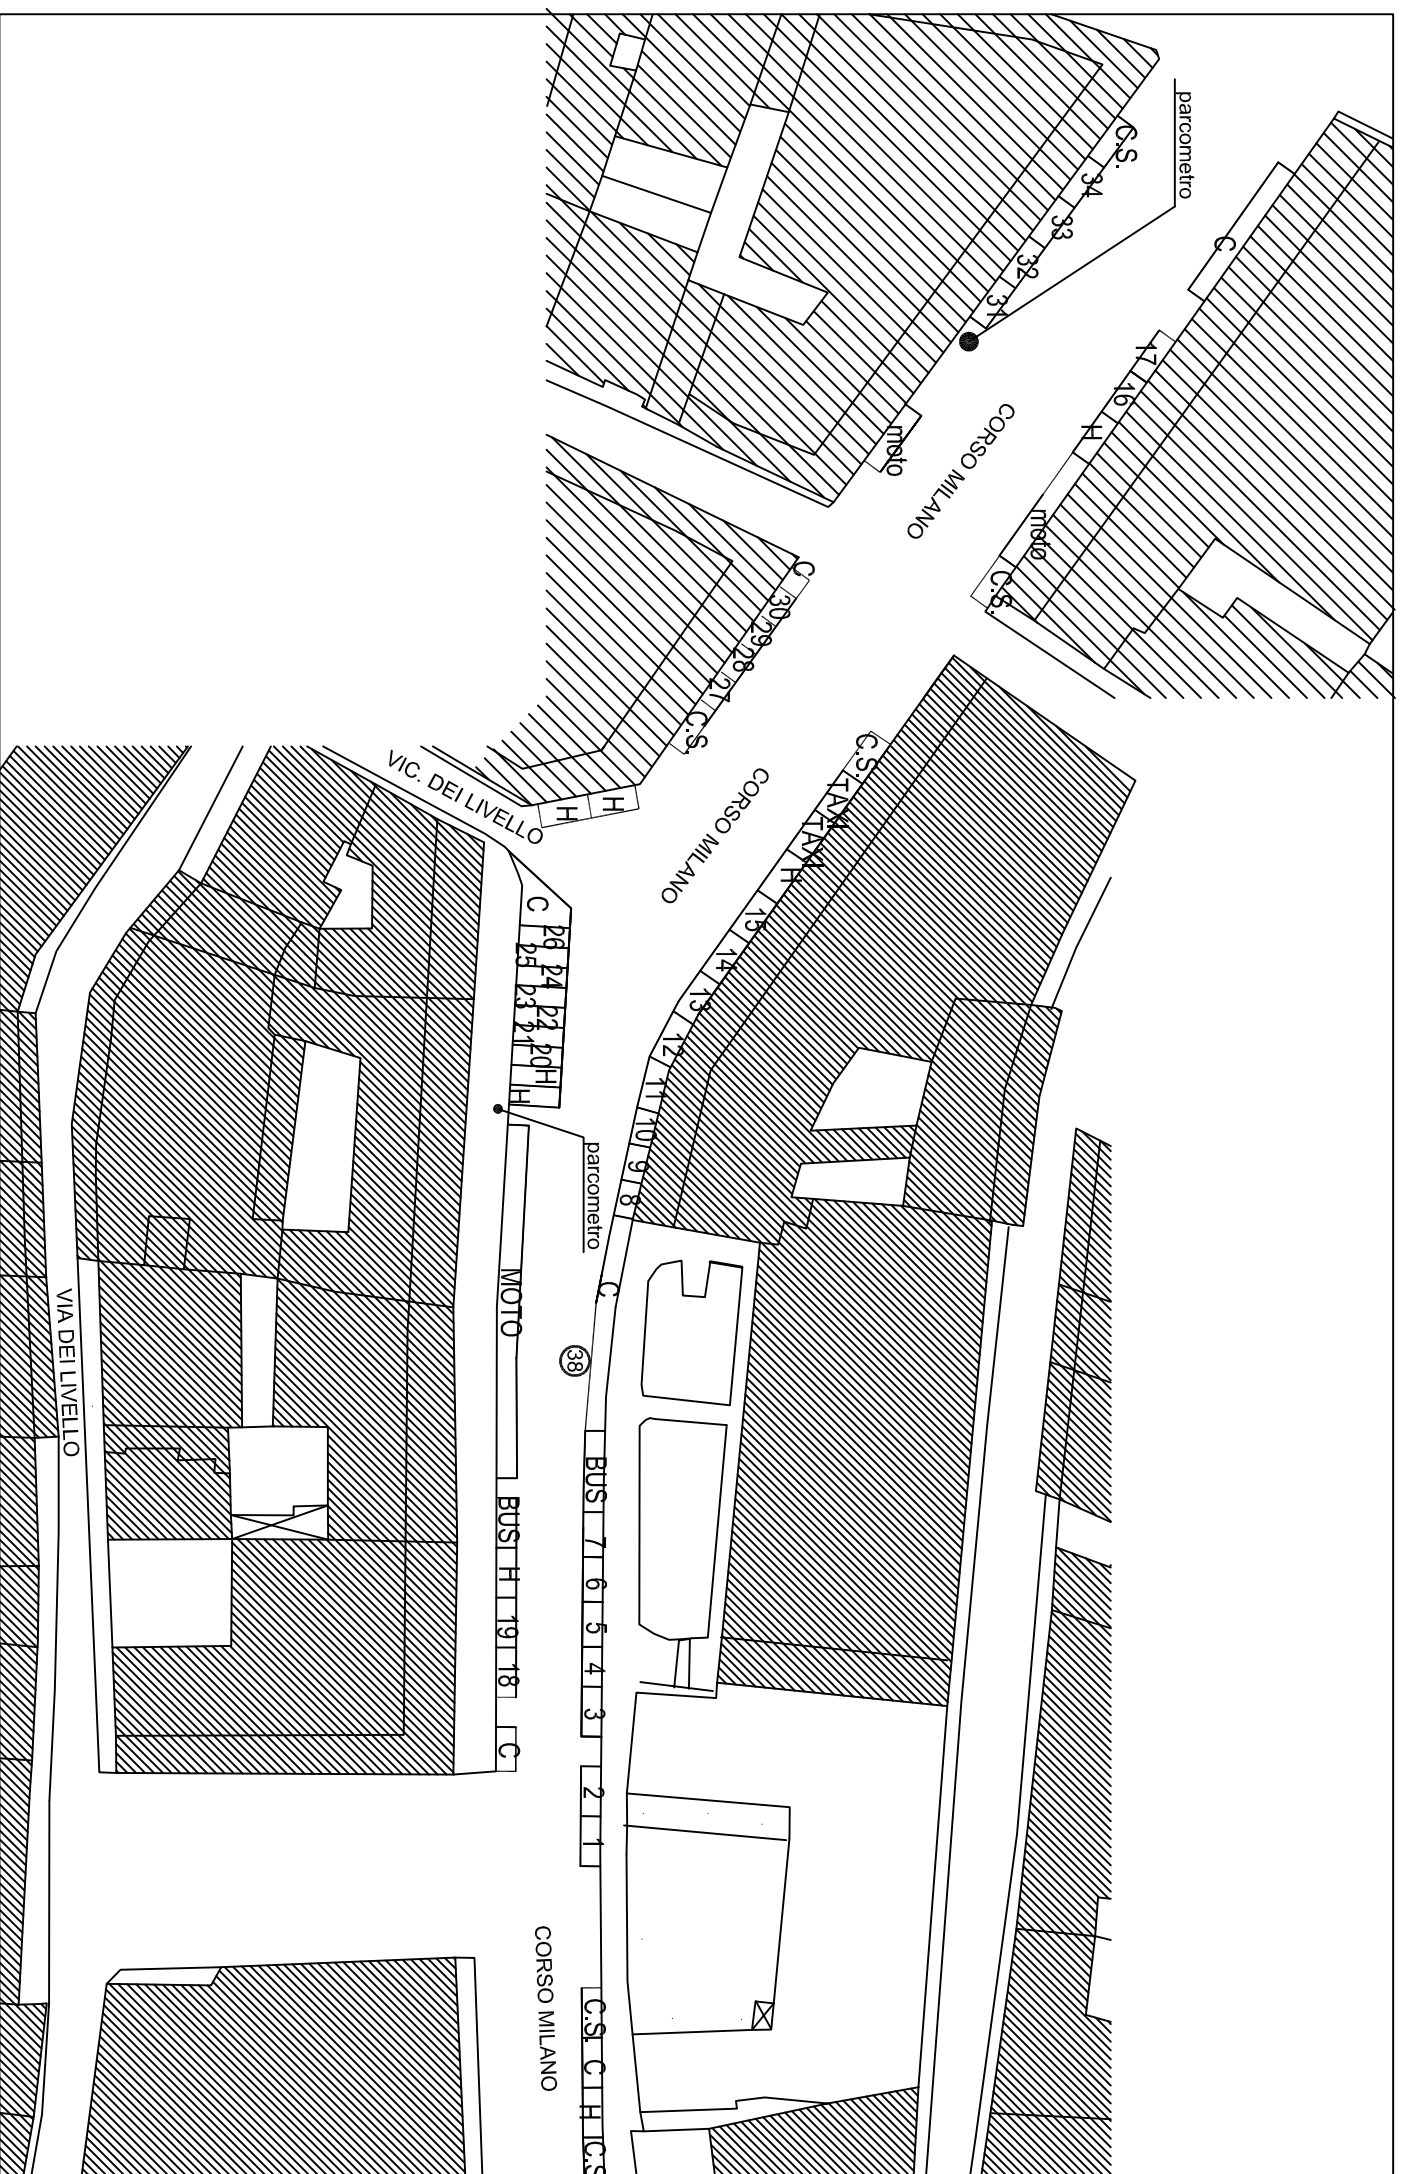 parcometro
C.S.
34
33
32
31
C
17
16
H
moto
C.S.
moto
CORSO MILANO
C
30
29
28
27
C.S.
H
H
VIC. DEI LIVELLO
CORSO MILANO
C.S.
TAXI
TAXI
H
15
14
13
12
11
10
9
8
C
C
26
25
24
23
22
21
20
H
H
parcometro
MOTO
38
VIA DEI LIVELLO
BUS
7
6
5
4
3
2
1
BUS
H
19
18
C
CORSO MILANO
C.S.
C
H
C.S